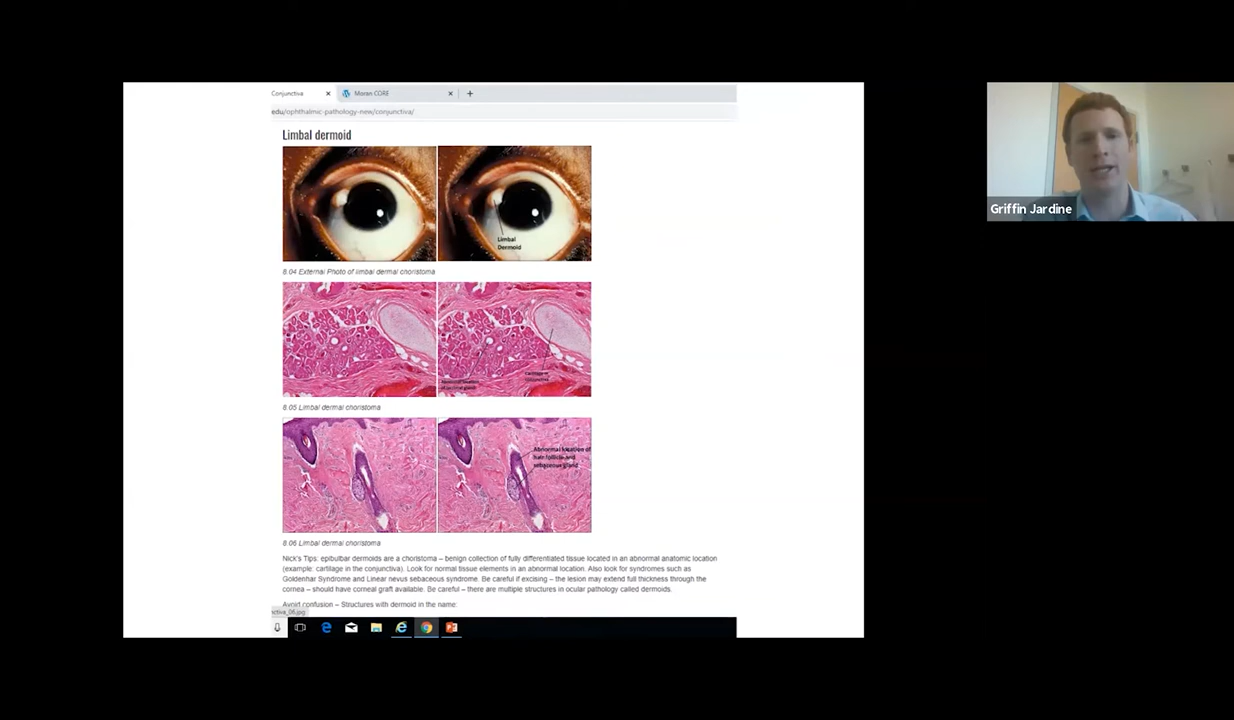 Conjunctiva
Moran CORE
edu/ophthalmic-pathology-new/conjunctiva/
Limbal dermoid
Limbal
Dermoid
8.04 External Photo of limbal dermal choristoma
8.05 Limbal dermal choristoma
Abnormal location of
hair follicle and
sebaceous gland
8.06 Limbal dermal choristoma
Nick's Tips: epibulbar dermoids are a choristoma – benign collection of fully differentiated tissue located in an abnormal anatomic location
(example: cartilage in the conjunctiva). Look for normal tissue elements in an abnormal location. Also look for syndromes such as
Goldenhar Syndrome and Linear nevus sebaceous syndrome. Be careful if excising – the lesion may extend full thickness through the
cornea – should have corneal graft available. Be careful – there are multiple structures in ocular pathology called dermoids.
Avoid confusion – Structures with dermoid in the name:
Griffin Jardine